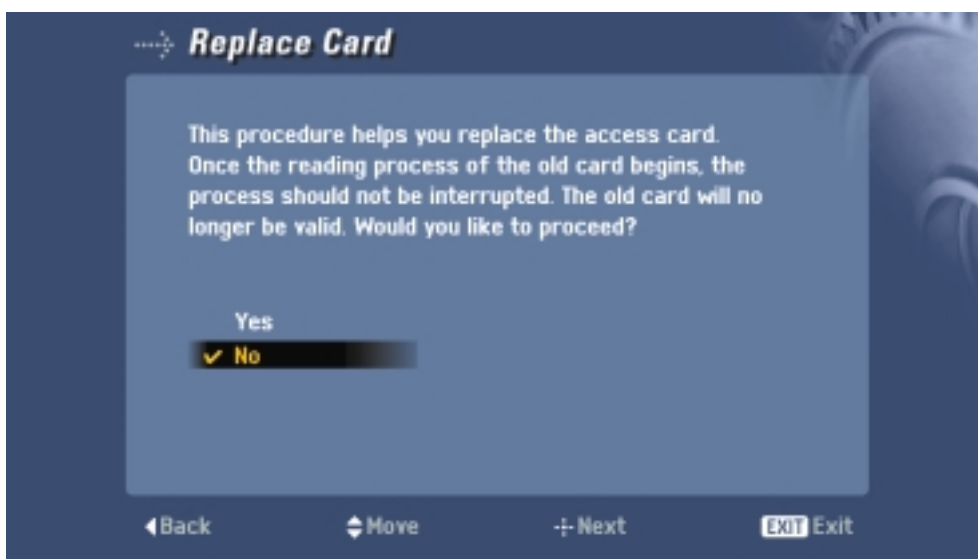 Replace Card
This procedure helps you replace the access card.
Once the reading process of the old card begins, the
process should not be interrupted. The old card will no
longer be valid. Would you like to proceed?
Yes
No
Back Move Next EXIT Exit